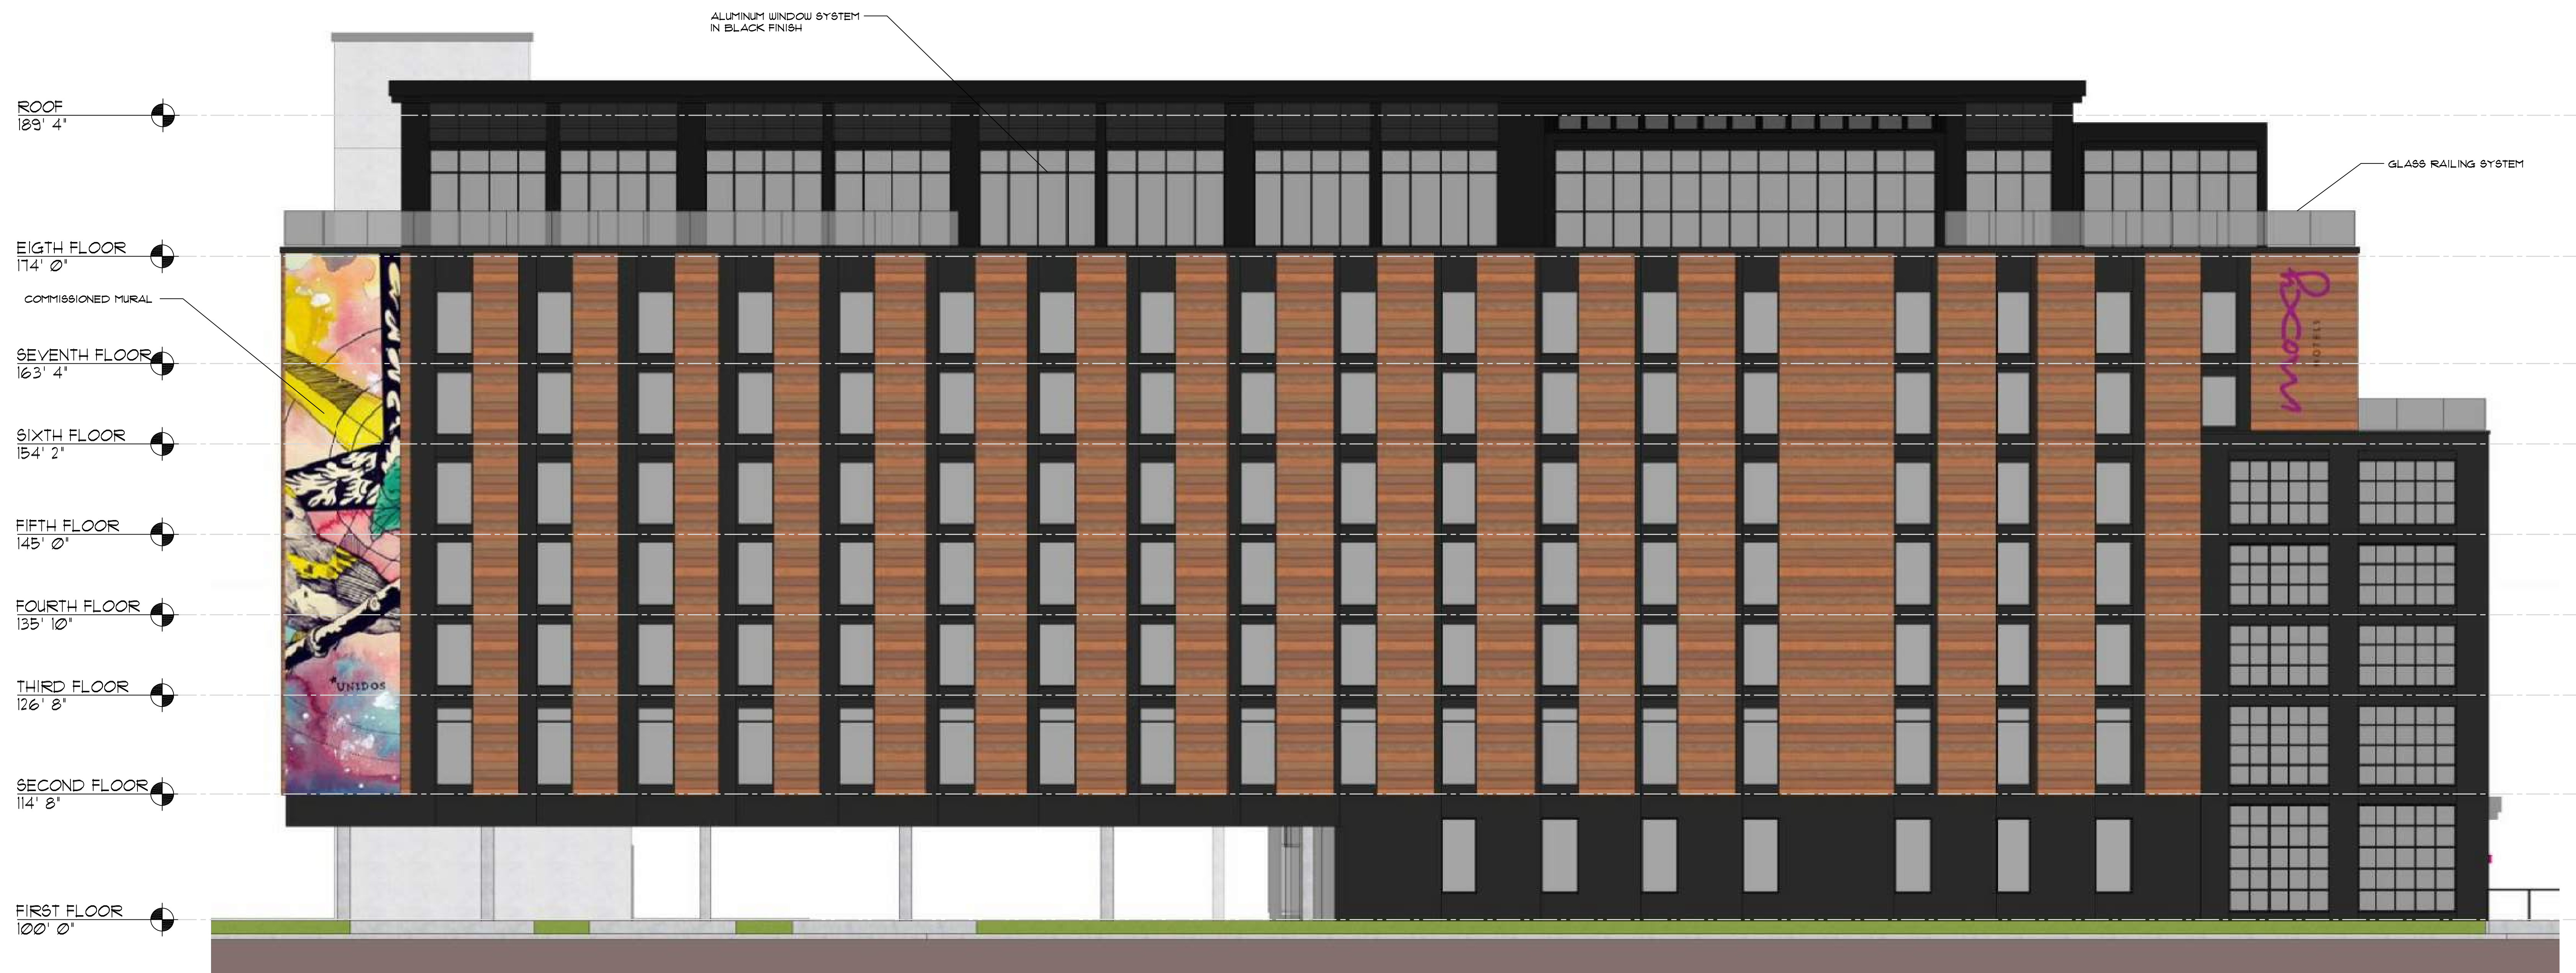 ALUMINUM WINDOW SYSTEM
IN BLACK FINISH
ROOF
189' 4"
GLASS RAILING SYSTEM
EIGTH FLOOR
174' 0"
COMMISSIONED MURAL
SEVENTH FLOOR
163' 4"
HOTELS
SIXTH FLOOR
154' 2"
FIFTH FLOOR
145' 0"
FOURTH FLOOR
135' 10"
THIRD FLOOR
126' 8"
*UNIDOS
SECOND FLOOR
114' 8"
FIRST FLOOR
100' 0"